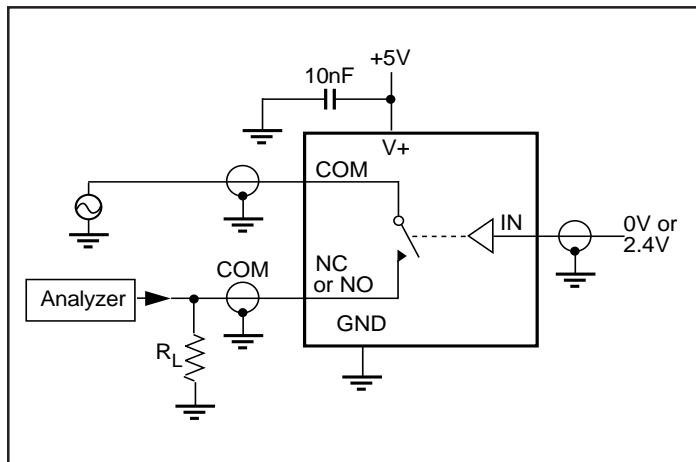 +5V
10nF
V+
COM
IN
0V or
2.4V
COM
NC
or NO
Analyzer
GND
RL